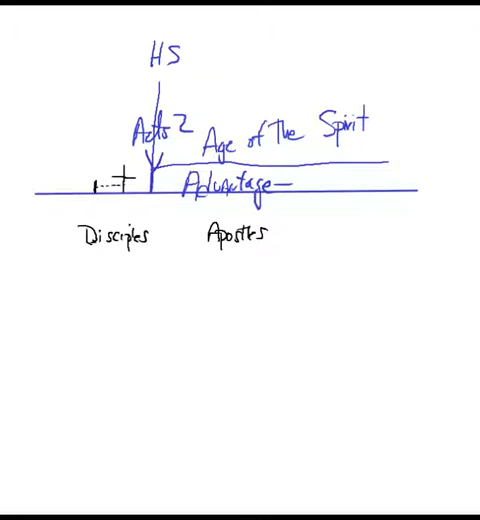 HS
Acts 2
Age of The Spirit
Advantage—
Disciples Apostles